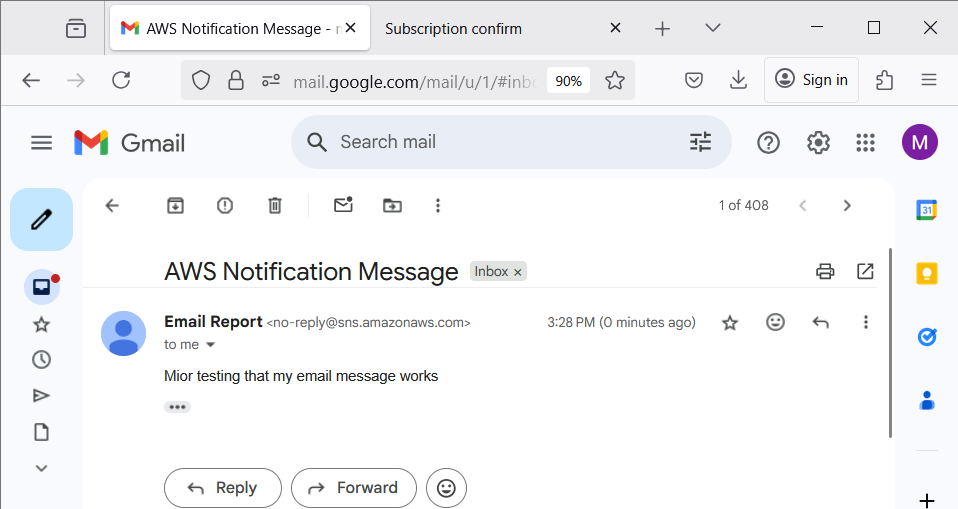 AWS Notification Message - n
Subscription confirm
mail.google.com/mail/u/1/#inbo
90%
Sign in
Gmail
Search mail
M
1 of 408
31
AWS Notification Message
Inbox ×
Email Report <no-reply@sns.amazonaws.com>
3:28 PM (0 minutes ago)
to me
Mior testing that my email message works
Reply
Forward